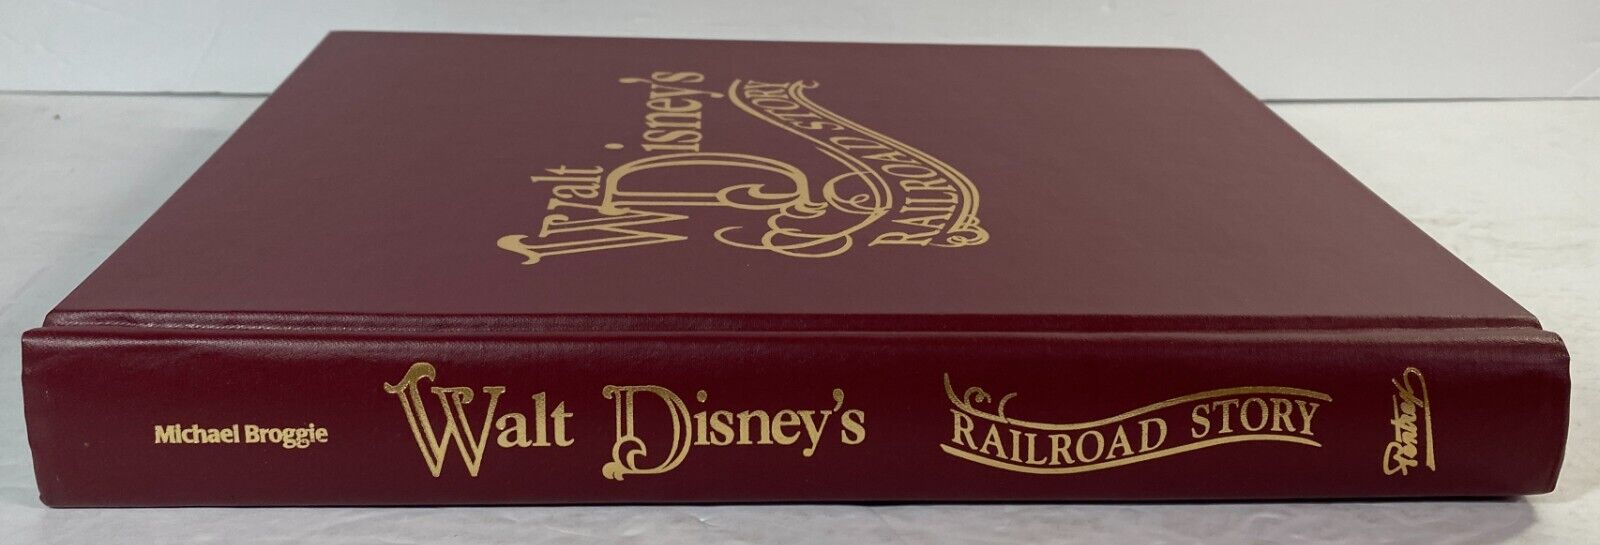 Walt
Disney's
RAILROAD STORY
Michael Broggie Walt Disney's RAILROAD STORY Pentrex